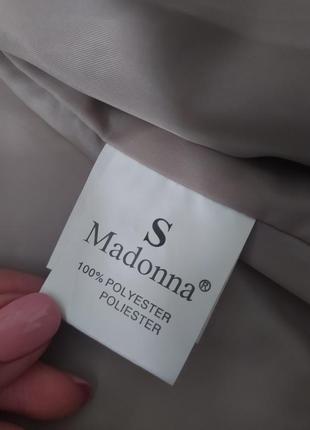 S
Madonna®
100% POLYESTER
POLIESTER